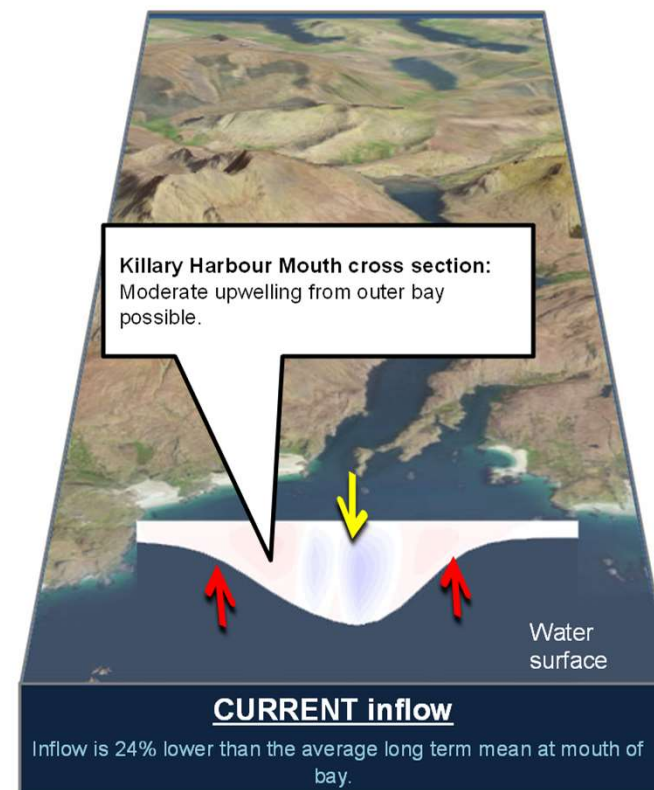 Killary Harbour Mouth cross section:
Moderate upwelling from outer bay
possible.
Water
surface
CURRENT inflow
Inflow is 24% lower than the average long term mean at mouth of
bay.